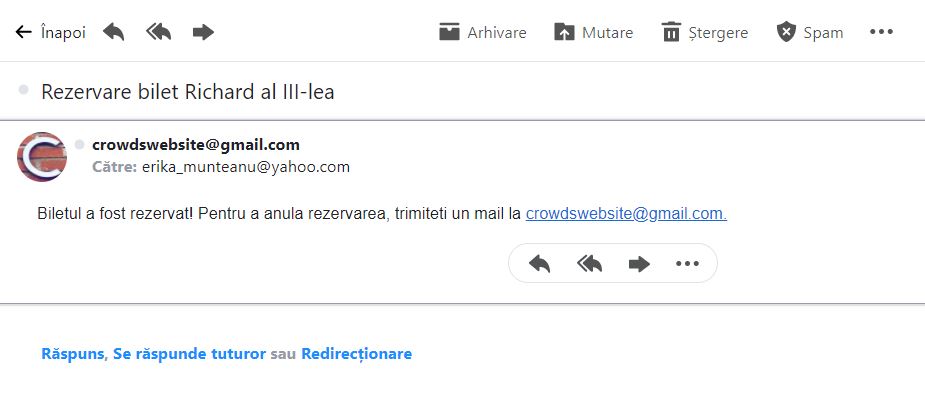 Înapoi Arhivare Mutare Ștergere Spam
Rezervare bilet Richard al III-lea
crowdswebsite@gmail.com
Către: erika_munteanu@yahoo.com
Biletul a fost rezervat! Pentru a anula rezervarea, trimiteti un mail la crowdswebsite@gmail.com.
Răspuns, Se răspunde tuturor sau Redirecționare